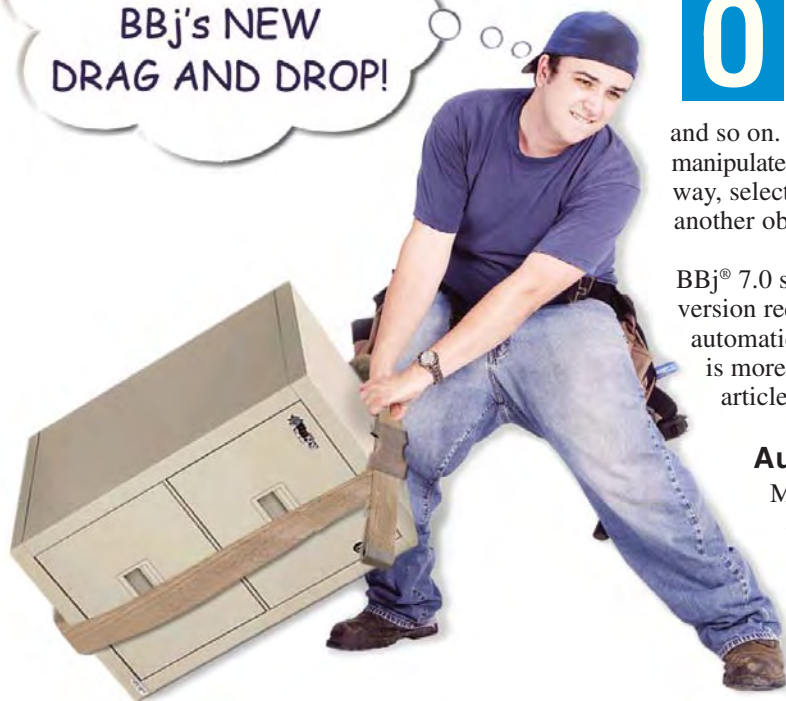 BBj's NEW
DRAG AND DROP!
0
and so on.
manipulate
way, select
another ob
BBj® 7.0 s
version rec
automatic
is more
article
Au
M